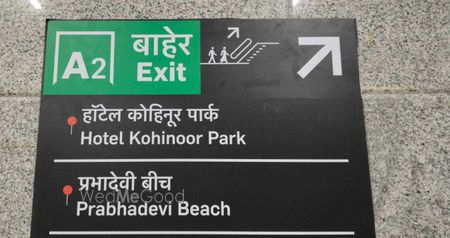 A2
बाहेर
Exit
हॉटेल कोहिनूर पार्क
Hotel Kohinoor Park
प्रभादेवी बीच
WedMeGood
Prabhadevi Beach